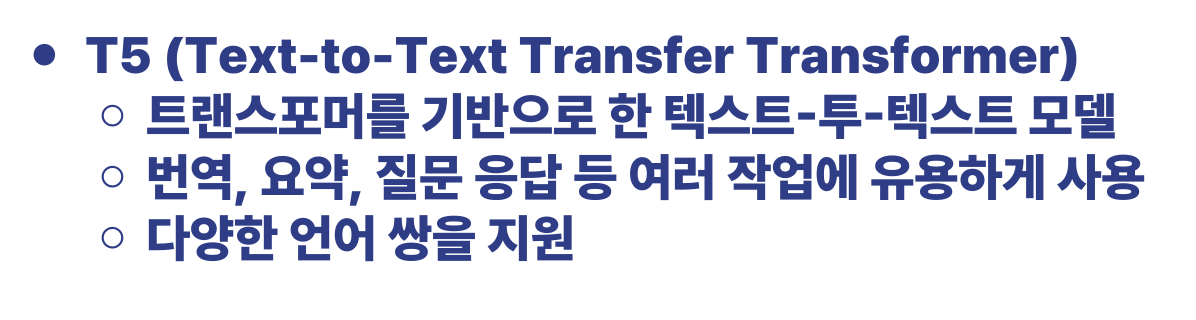 ● T5 (Text-to-Text Transfer Transformer)
○ 트랜스포머를 기반으로 한 텍스트-투-텍스트 모델
○ 번역, 요약, 질문 응답 등 여러 작업에 유용하게 사용
○ 다양한 언어 쌍을 지원